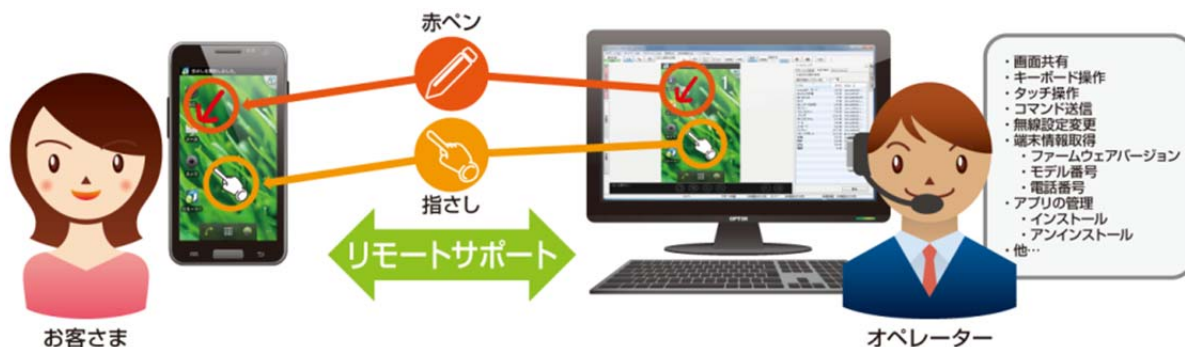 赤ペン
指さし
リモートサポート
お客さま
オペレーター
・画面共有
・キーボード操作
・タッチ操作
・コマンド送信
・無線設定変更
・端末情報取得
・ファームウェアバージョン
・モデル番号
・電話番号
・アプリの管理
・インストール
・アンインストール
・他…